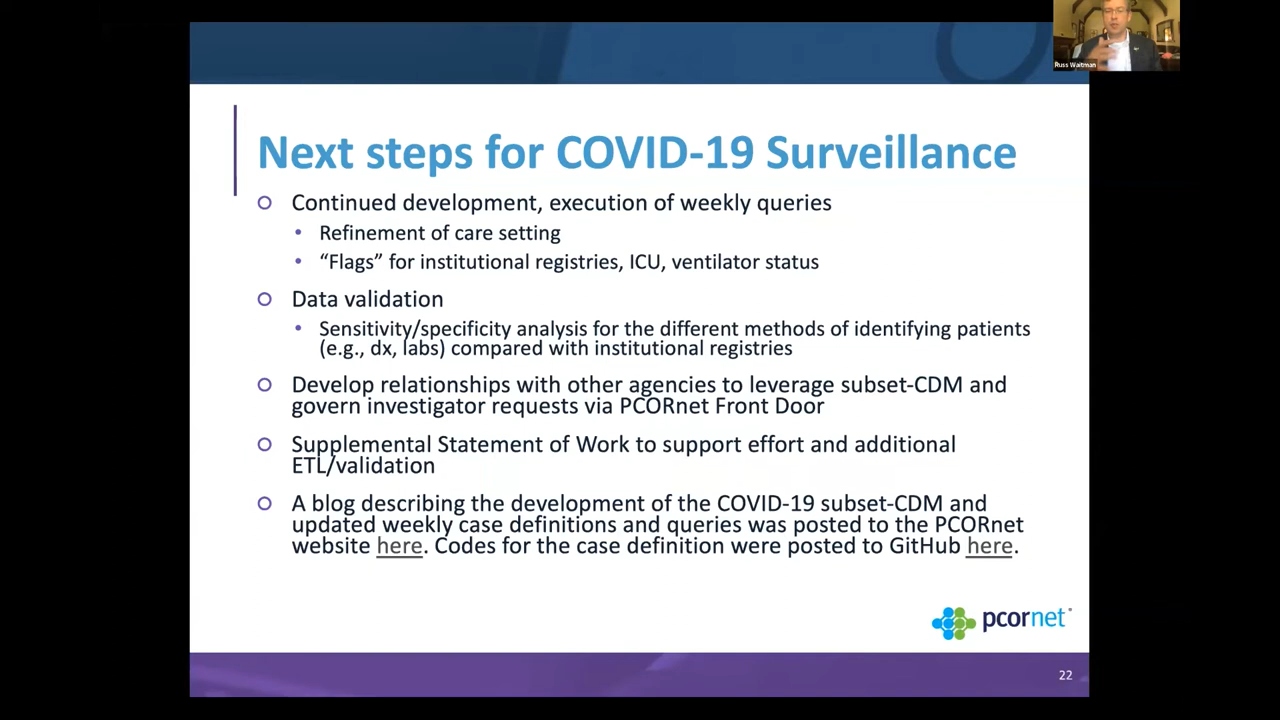 Russ Waitman
Next steps for COVID-19 Surveillance
Continued development, execution of weekly queries
Refinement of care setting
“Flags” for institutional registries, ICU, ventilator status
Data validation
Sensitivity/specificity analysis for the different methods of identifying patients
(e.g., dx, labs) compared with institutional registries
Develop relationships with other agencies to leverage subset-CDM and
govern investigator requests via PCORnet Front Door
Supplemental Statement of Work to support effort and additional
ETL/validation
A blog describing the development of the COVID-19 subset-CDM and
updated weekly case definitions and queries was posted to the PCORnet
website here. Codes for the case definition were posted to GitHub here.
pcornet
22